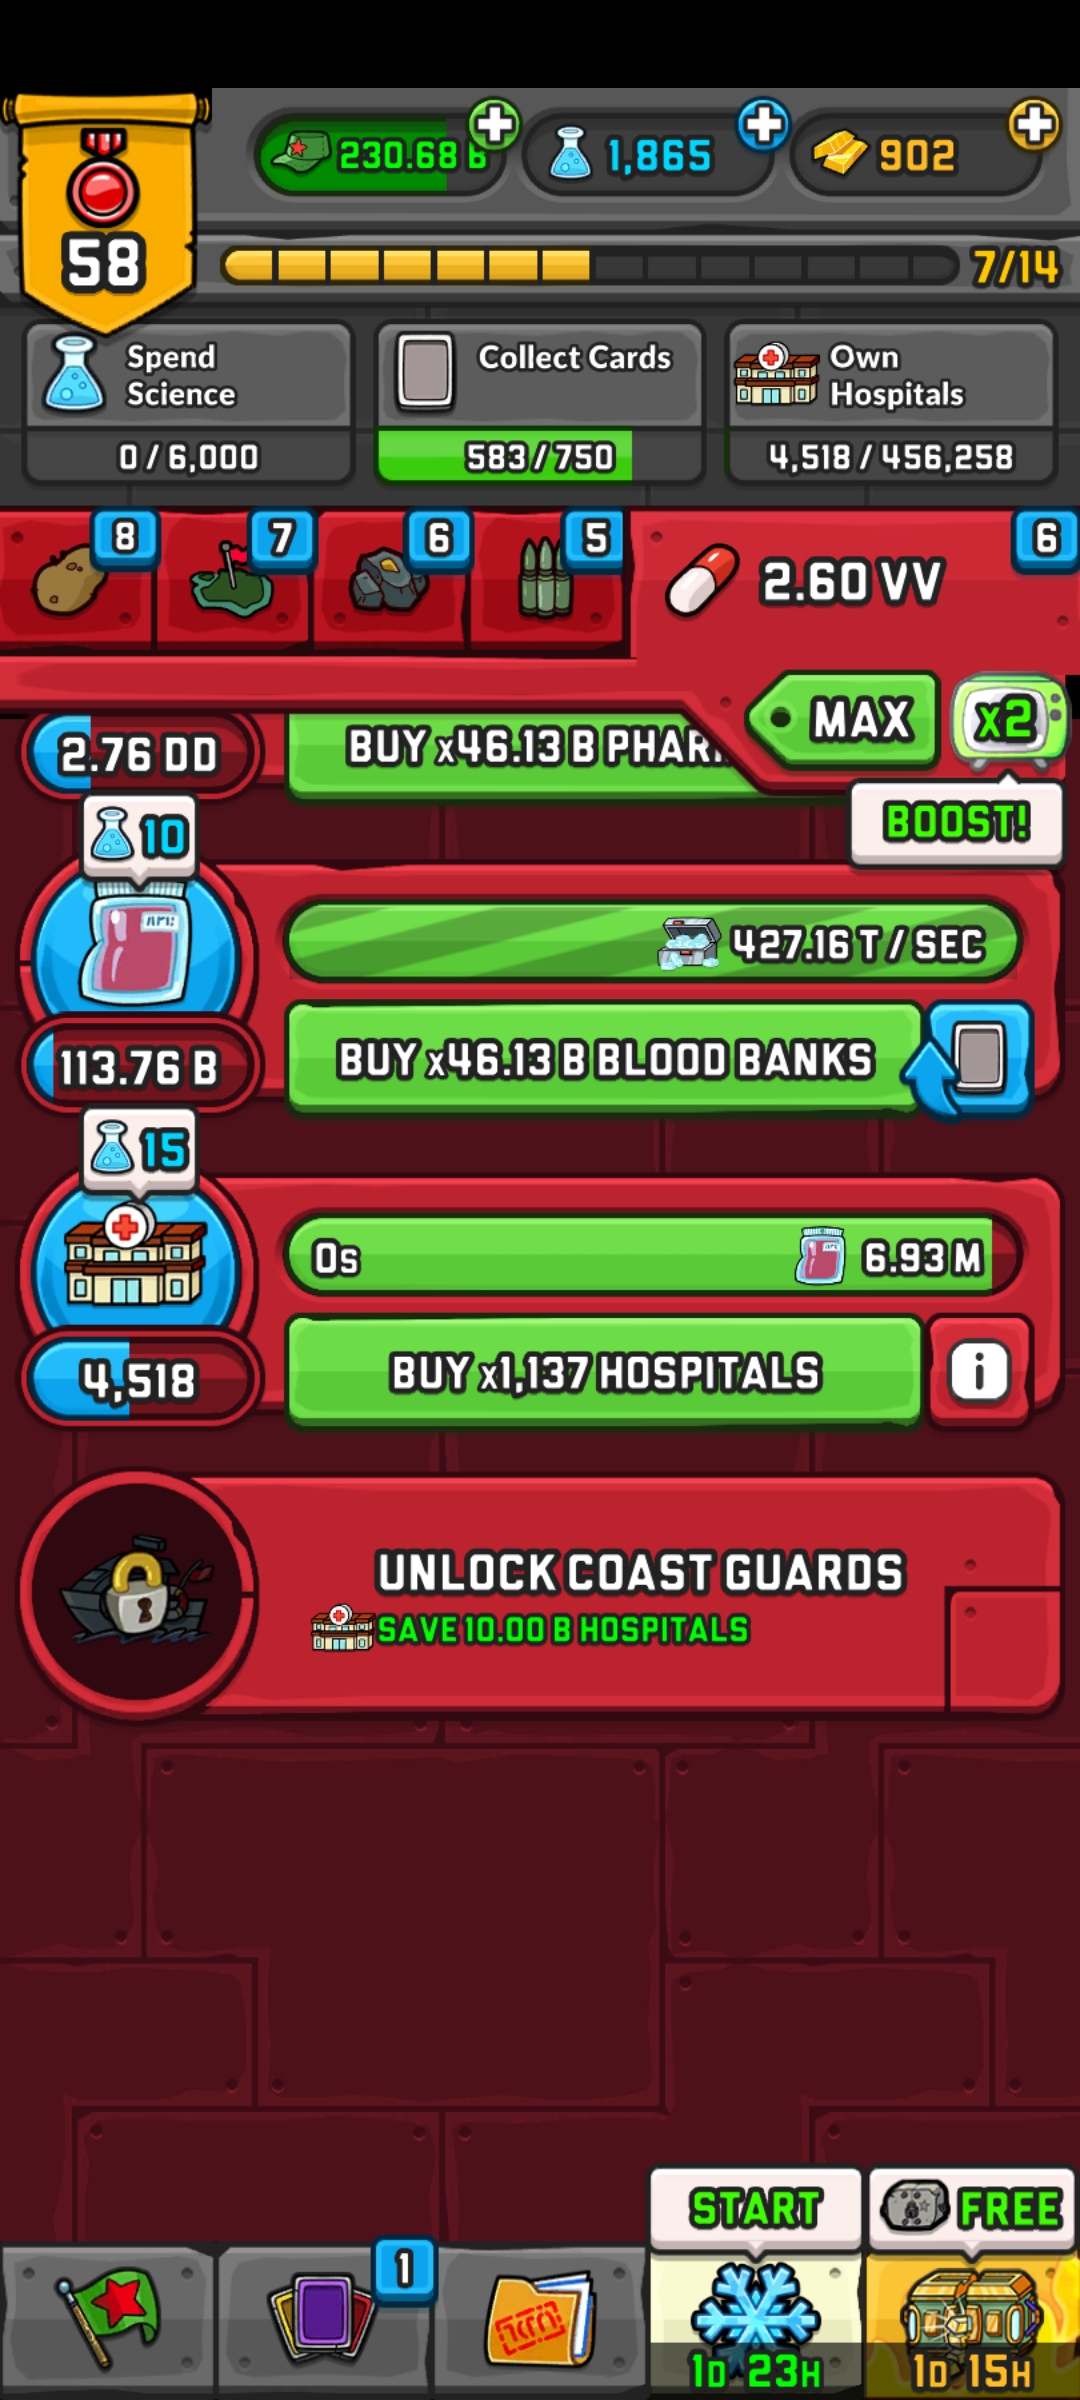 58
230.68 B
1,865
902
7/14
Spend
Science
0 / 6,000
Collect Cards
583 / 750
Own
Hospitals
4,518 / 456,258
8
7
6
5
2.60 VV
6
MAX
x2
BOOST!
2.76 DD
BUY x46.13 B
10
427.16 T / SEC
113.76 B
BUY x46.13 B BLOOD BANKS
15
0s
6.93 M
4,518
BUY x1,137 HOSPITALS
i
UNLOCK COAST GUARDS
SAVE 10.00 B HOSPITALS
START
FREE
1
1D 23H
1D 15H